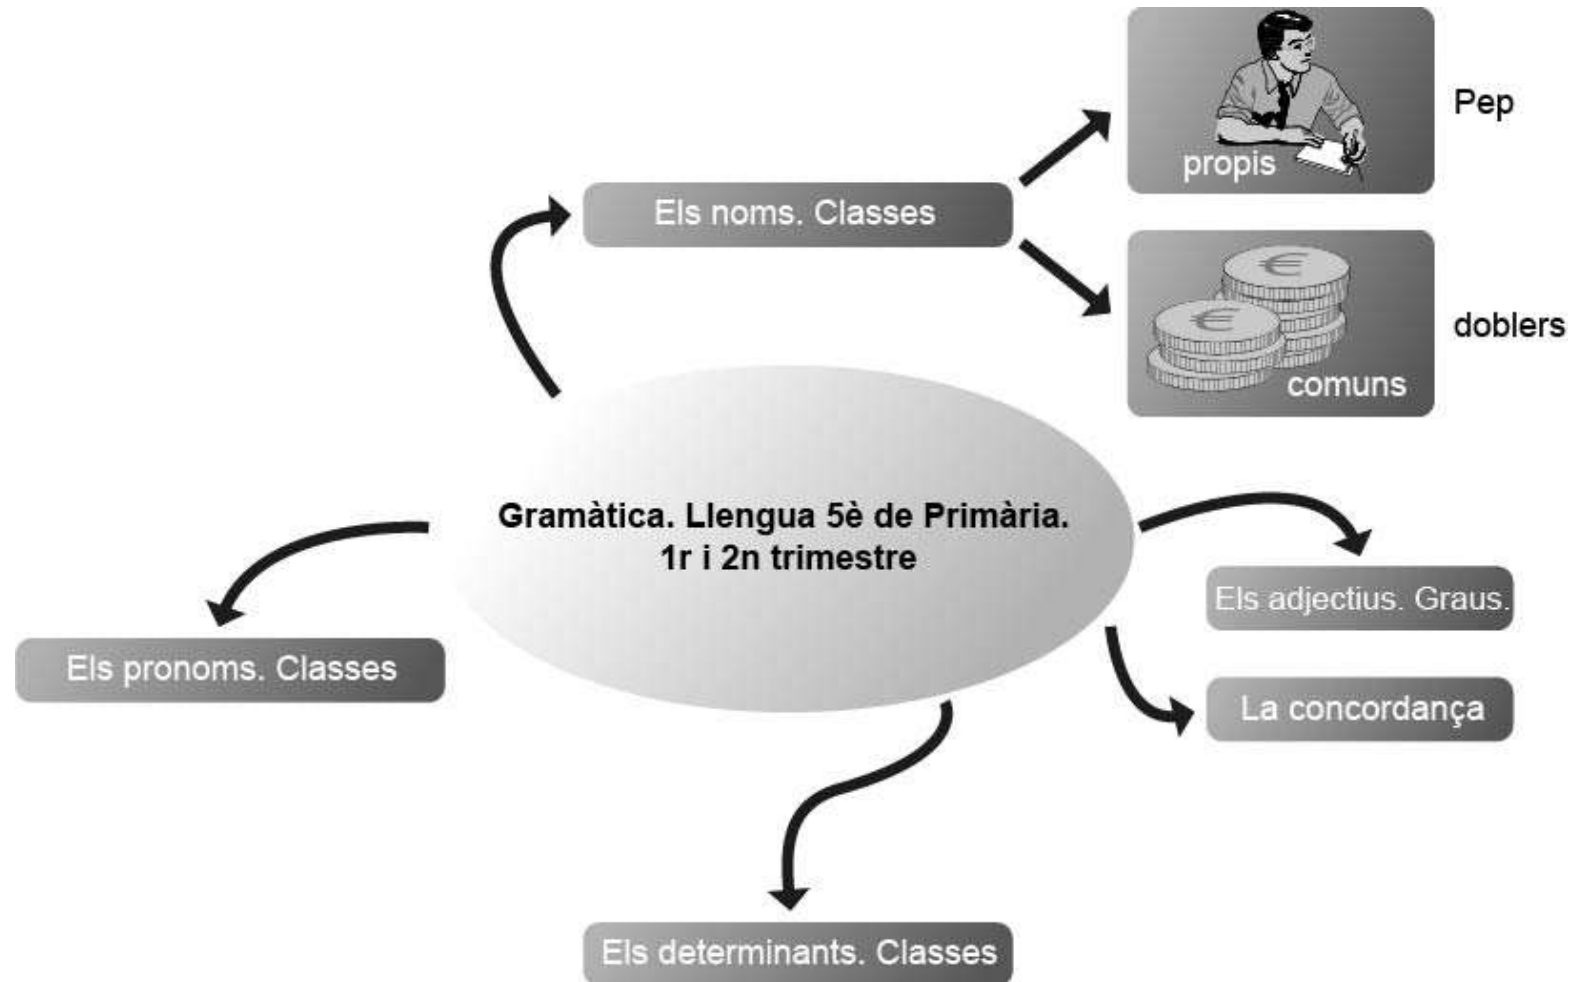 Pep
propis
Els noms. Classes
€
€
doblers
comuns
Gramàtica. Llengua 5è de Primària.
1r i 2n trimestre
Els adjectius. Graus.
Els pronoms. Classes
La concordança
Els determinants. Classes